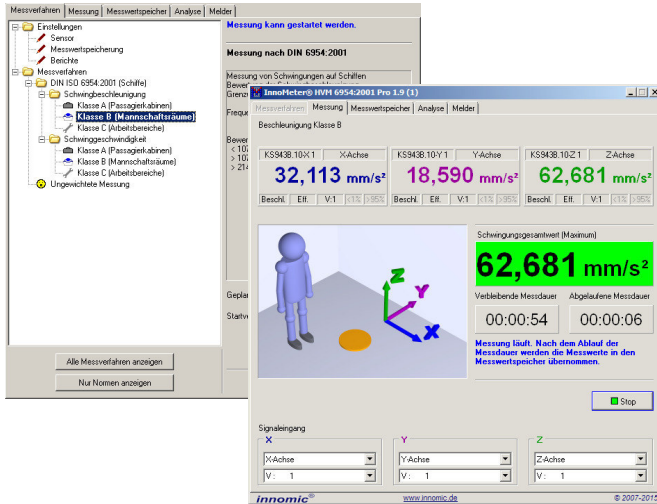 Messverfahren Messung Messwertspeicher Analyse Melder
Einstellungen
Sensor
Messwertspeicherung
Berichte
Messverfahren
DIN ISO 6954:2001 (Schiffe)
Schwingbeschleunigung
Klasse A (Passagierkabinen)
Klasse B (Mannschaftsräume)
Klasse C (Arbeitsbereiche)
Schwinggeschwindigkeit
Klasse A (Passagierkabinen)
Klasse B (Mannschaftsräume)
Klasse C (Arbeitsbereiche)
Ungewichtete Messung
Alle Messverfahren anzeigen
Nur Normen anzeigen
Messung kann gestartet werden.
Messung nach DIN 6954:2001
Messung von Schwingungen auf Schiffen
InnoMeter® HVM 6954:2001 Pro 1.9 (1)
Messverfahren Messung Messwertspeicher Analyse Melder
Beschleunigung Klasse B
KS943B.10-X 1 X-Achse KS943B.10-Y 1 Y-Achse KS943B.10-Z 1 Z-Achse
32,113 mm/s² 18,590 mm/s² 62,681 mm/s²
Beschl. Eff. V:1 <1% >95% Beschl. Eff. V:1 <1% >95% Beschl. Eff. V:1 <1% >95%
Z
Y
X
Schwingungsgesamtwert (Maximum)
62,681 mm/s²
Verbleibende Messdauer Abgelaufene Messdauer
00:00:54 00:00:06
Messung läuft. Nach dem Ablauf der
Messdauer werden die Messwerte in den
Messwertspeicher übernommen.
Stop
Signaleingang
X Y Z
X-Achse Y-Achse Z-Achse
V: 1 V: 1 V: 1
innomic® www.innomic.de © 2007-2015